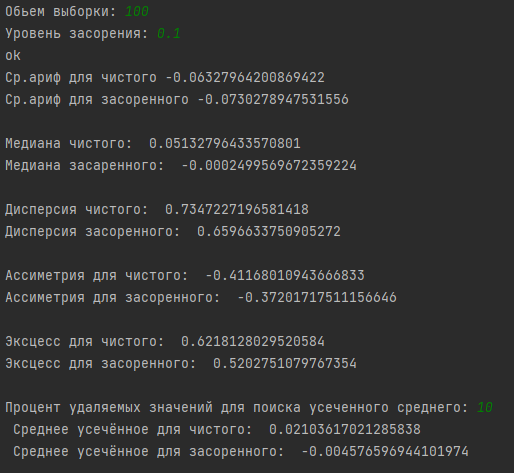 Обьем выборки: 100
Уровень засорения: 0.1
ok
Ср.ариф для чистого -0.06327964200869422
Ср.ариф для засоренного -0.0730278947531556
Медиана чистого:  0.05132796433570801
Медиана засаренного:  -0.0002499569672359224
Дисперсия чистого:  0.7347227196581418
Дисперсия засоренного:  0.6596633750905272
Ассиметрия для чистого:  -0.41168010943666833
Ассиметрия для засоренного:  -0.37201717511156646
Эксцесс для чистого:  0.6218128029520584
Эксцесс для засоренного:  0.5202751079767354
Процент удаляемых значений для поиска усеченного среднего: 10
Среднее усечённое для чистого:  0.02103617021285838
Среднее усечённое для засоренного:  -0.004576596944101974